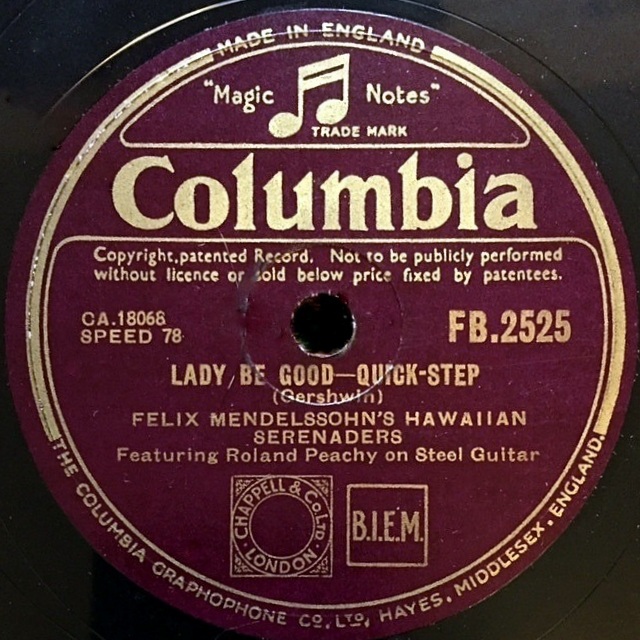 MADE IN ENGLAND
"Magic Notes"
TRADE MARK
Columbia
Copyright,patented Record. Not to be publicly performed
without licence or sold below price fixed by patentees.
CA.18068
SPEED 78
FB.2525
LADY BE GOOD—QUICK-STEP
(Gershwin)
FELIX MENDELSSOHN'S HAWAIIAN
SERENADERS
Featuring Roland Peachy on Steel Guitar
CHAPPELL & CO LTD
LONDON
B.I.E.M.
THE COLUMBIA GRAPHOPHONE CO., LTD, HAYES, MIDDLESEX, ENGLAND.